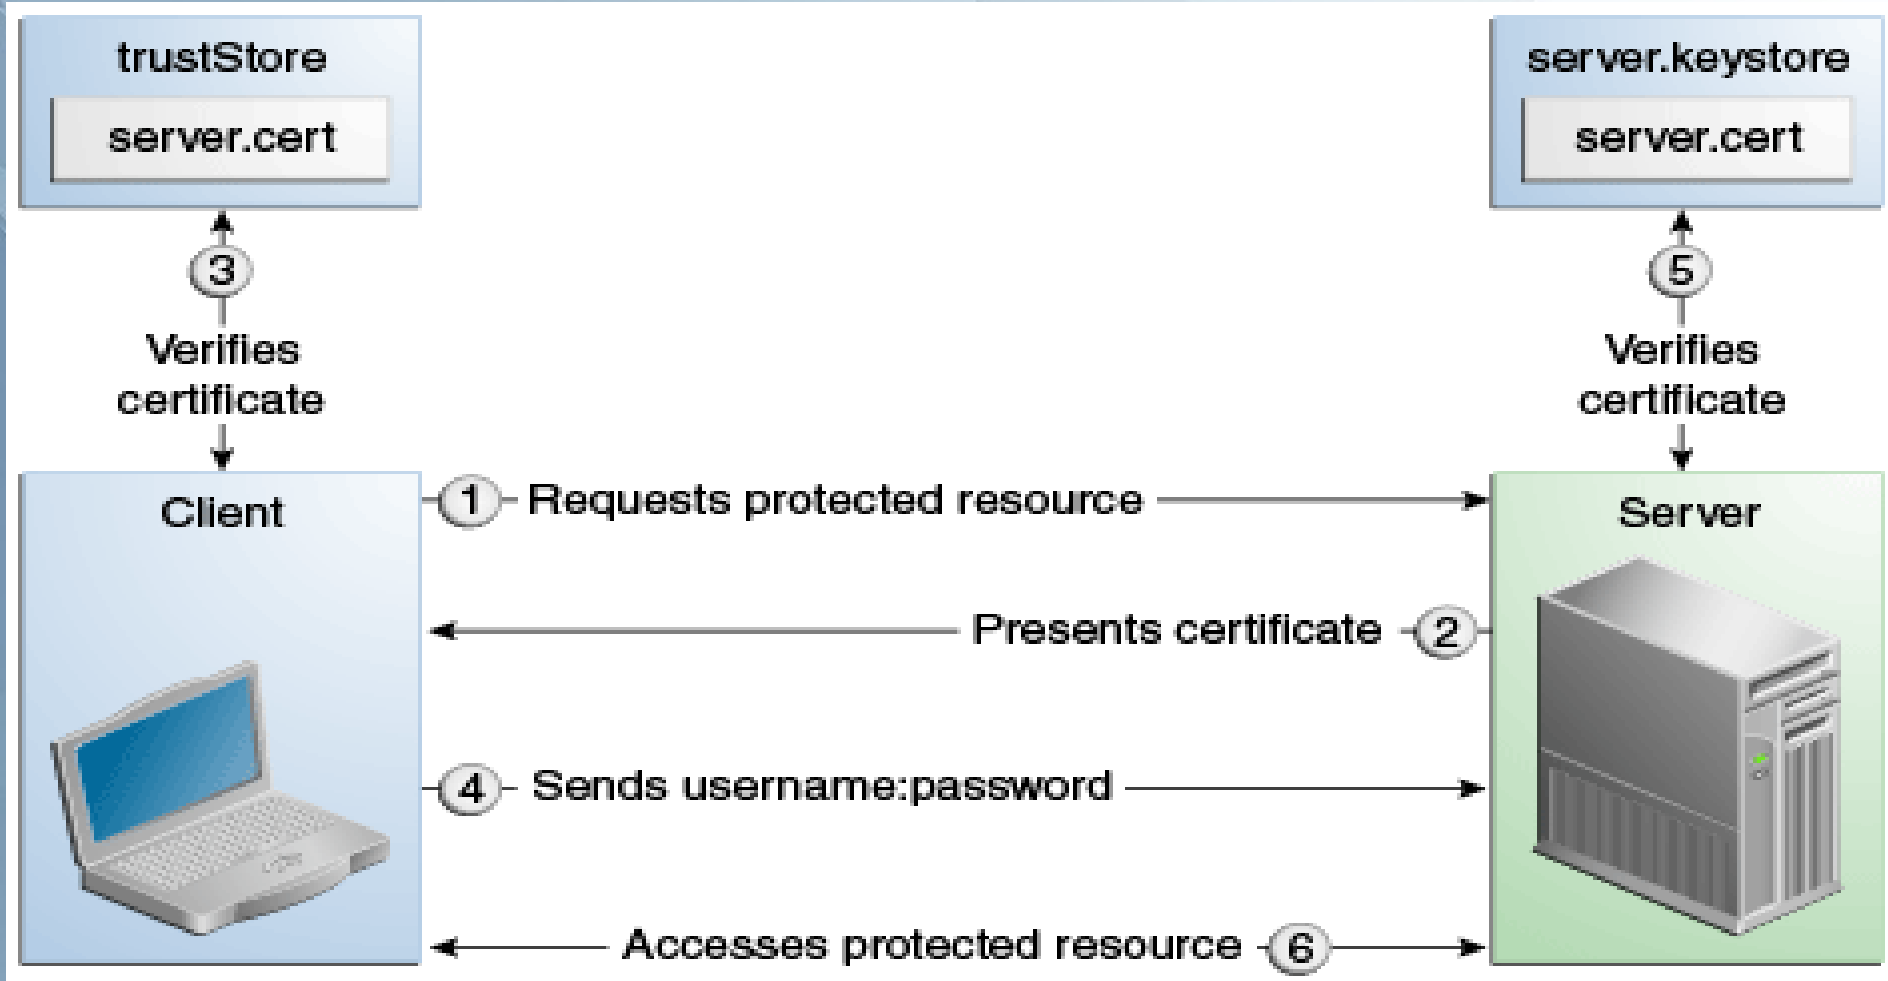 trustStore
server.cert
server.keystore
server.cert
3
Verifies
certificate
5
Verifies
certificate
Client
1 Requests protected resource
Server
Presents certificate 2
4 Sends username:password
Accesses protected resource 6